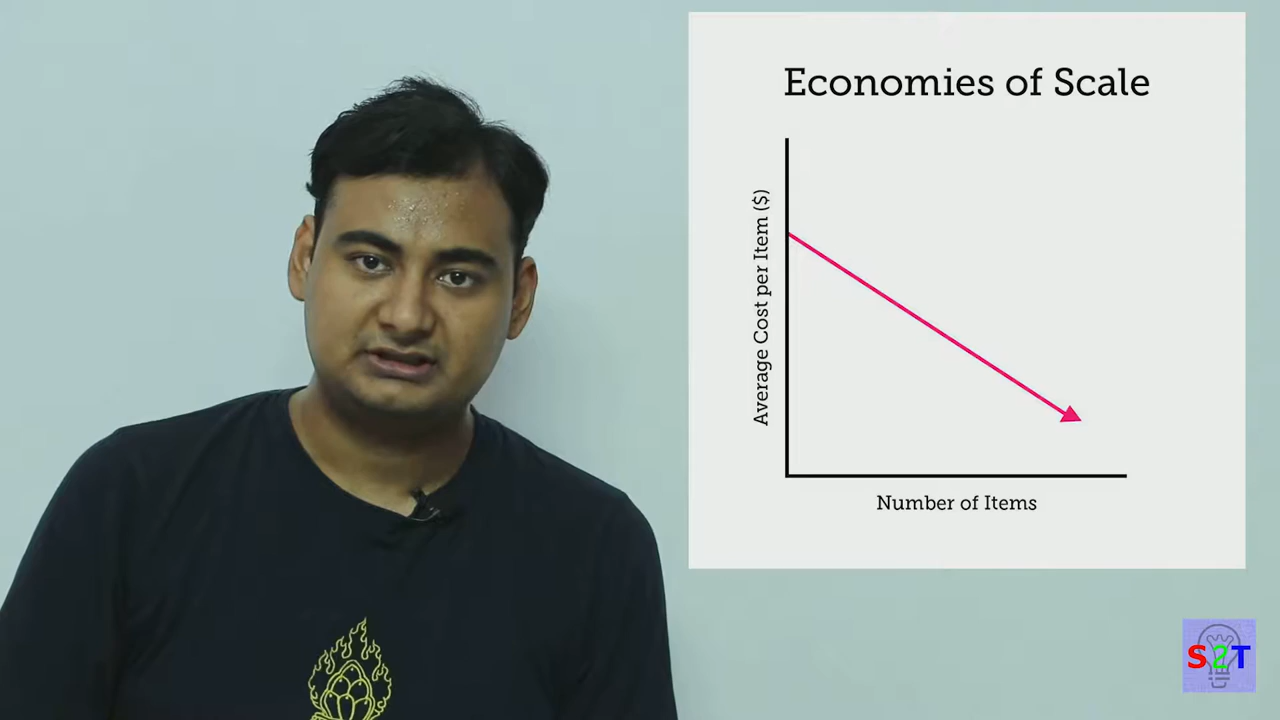 Economies of Scale
Average Cost per Item ($)
Number of Items
S2T